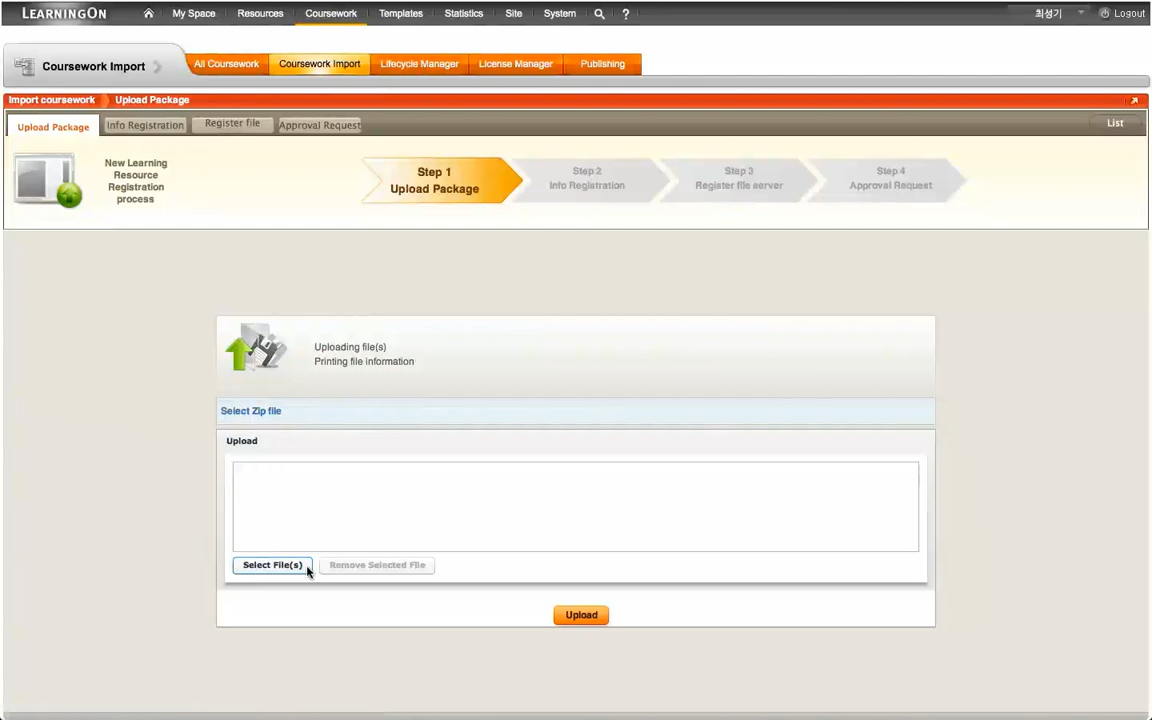 LEARNINGON My Space Resources Coursework Templates Statistics Site System ? 최성기 Logout
Coursework Import All Coursework Coursework Import Lifecycle Manager License Manager Publishing
Import coursework Upload Package
Upload Package Info Registration Register file Approval Request List
New Learning
Resource
Registration
process
Step 1
Upload Package
Step 2
Info Registration
Step 3
Register file server
Step 4
Approval Request
Uploading file(s)
Printing file information
Select Zip file
Upload
Select File(s) Remove Selected File
Upload